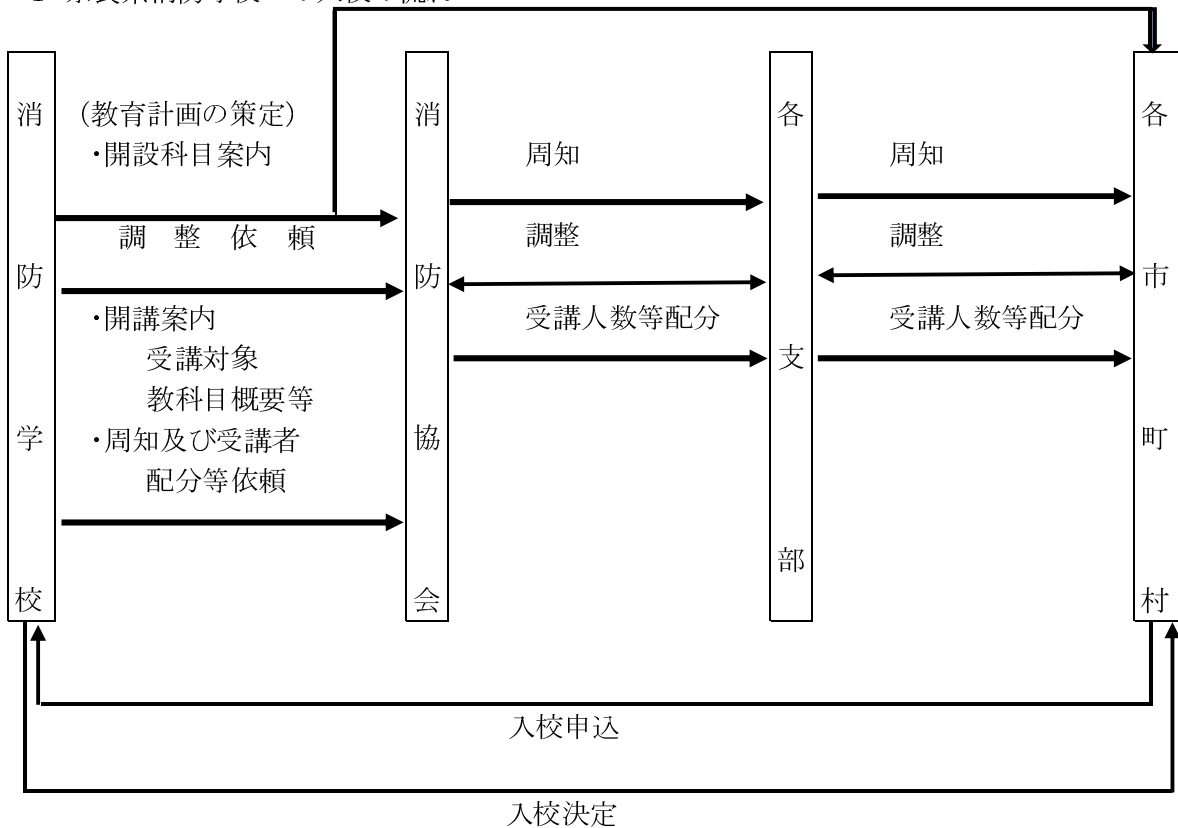 消防学校
(教育計画の策定)
・開設科目案内
調 整 依 頼
・開講案内
受講対象
教科目概要等
・周知及び受講者
配分等依頼
消防協会
周知
調整
受講人数等配分
各支部
周知
調整
受講人数等配分
各市町村
入校申込
入校決定